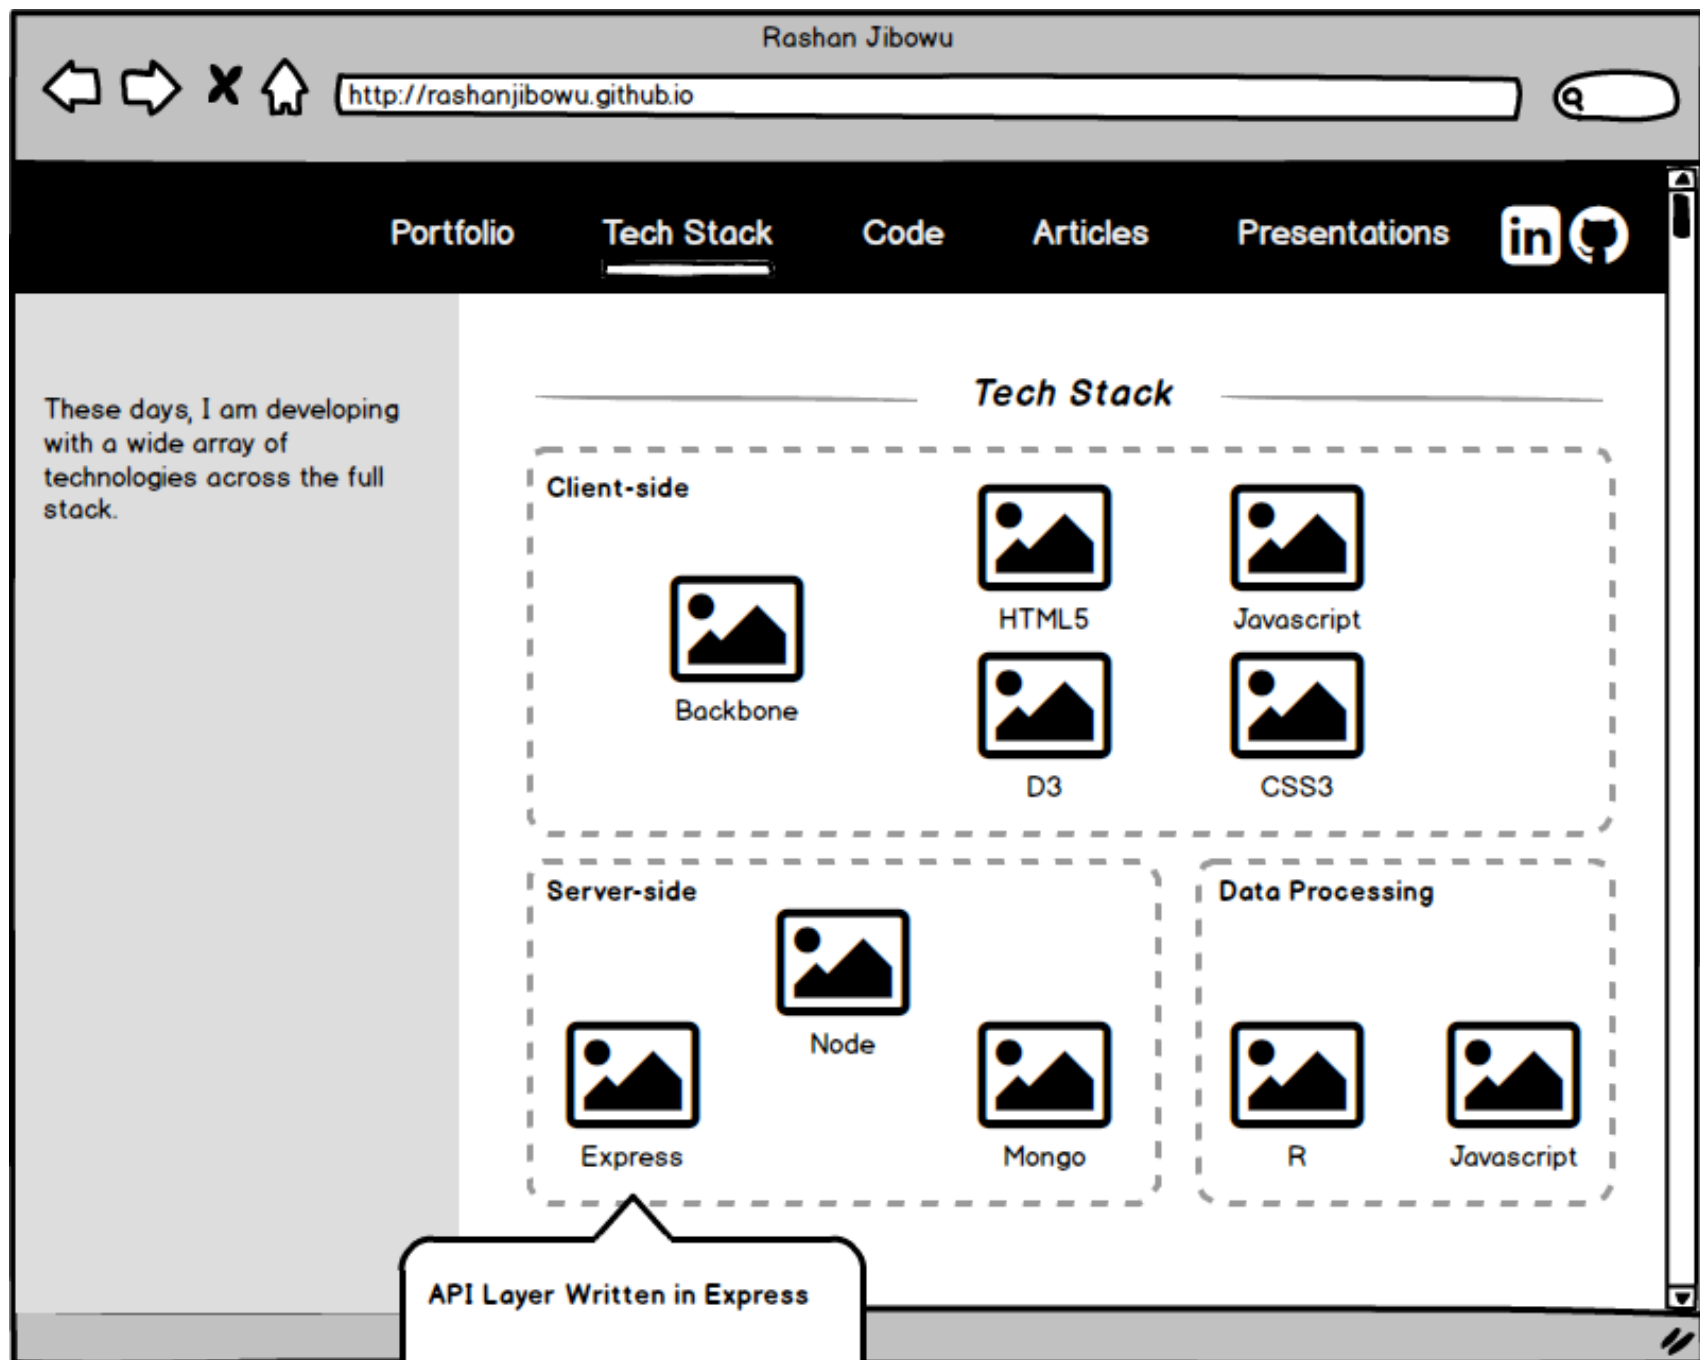 Rashan Jibowu
http://rashanjibowu.github.io
Portfolio Tech Stack Code Articles Presentations in
These days, I am developing
with a wide array of
technologies across the full
stack.
Tech Stack
Client-side
HTML5 Javascript
Backbone
D3 CSS3
Server-side
Node
Express Mongo
Data Processing
R Javascript
API Layer Written in Express